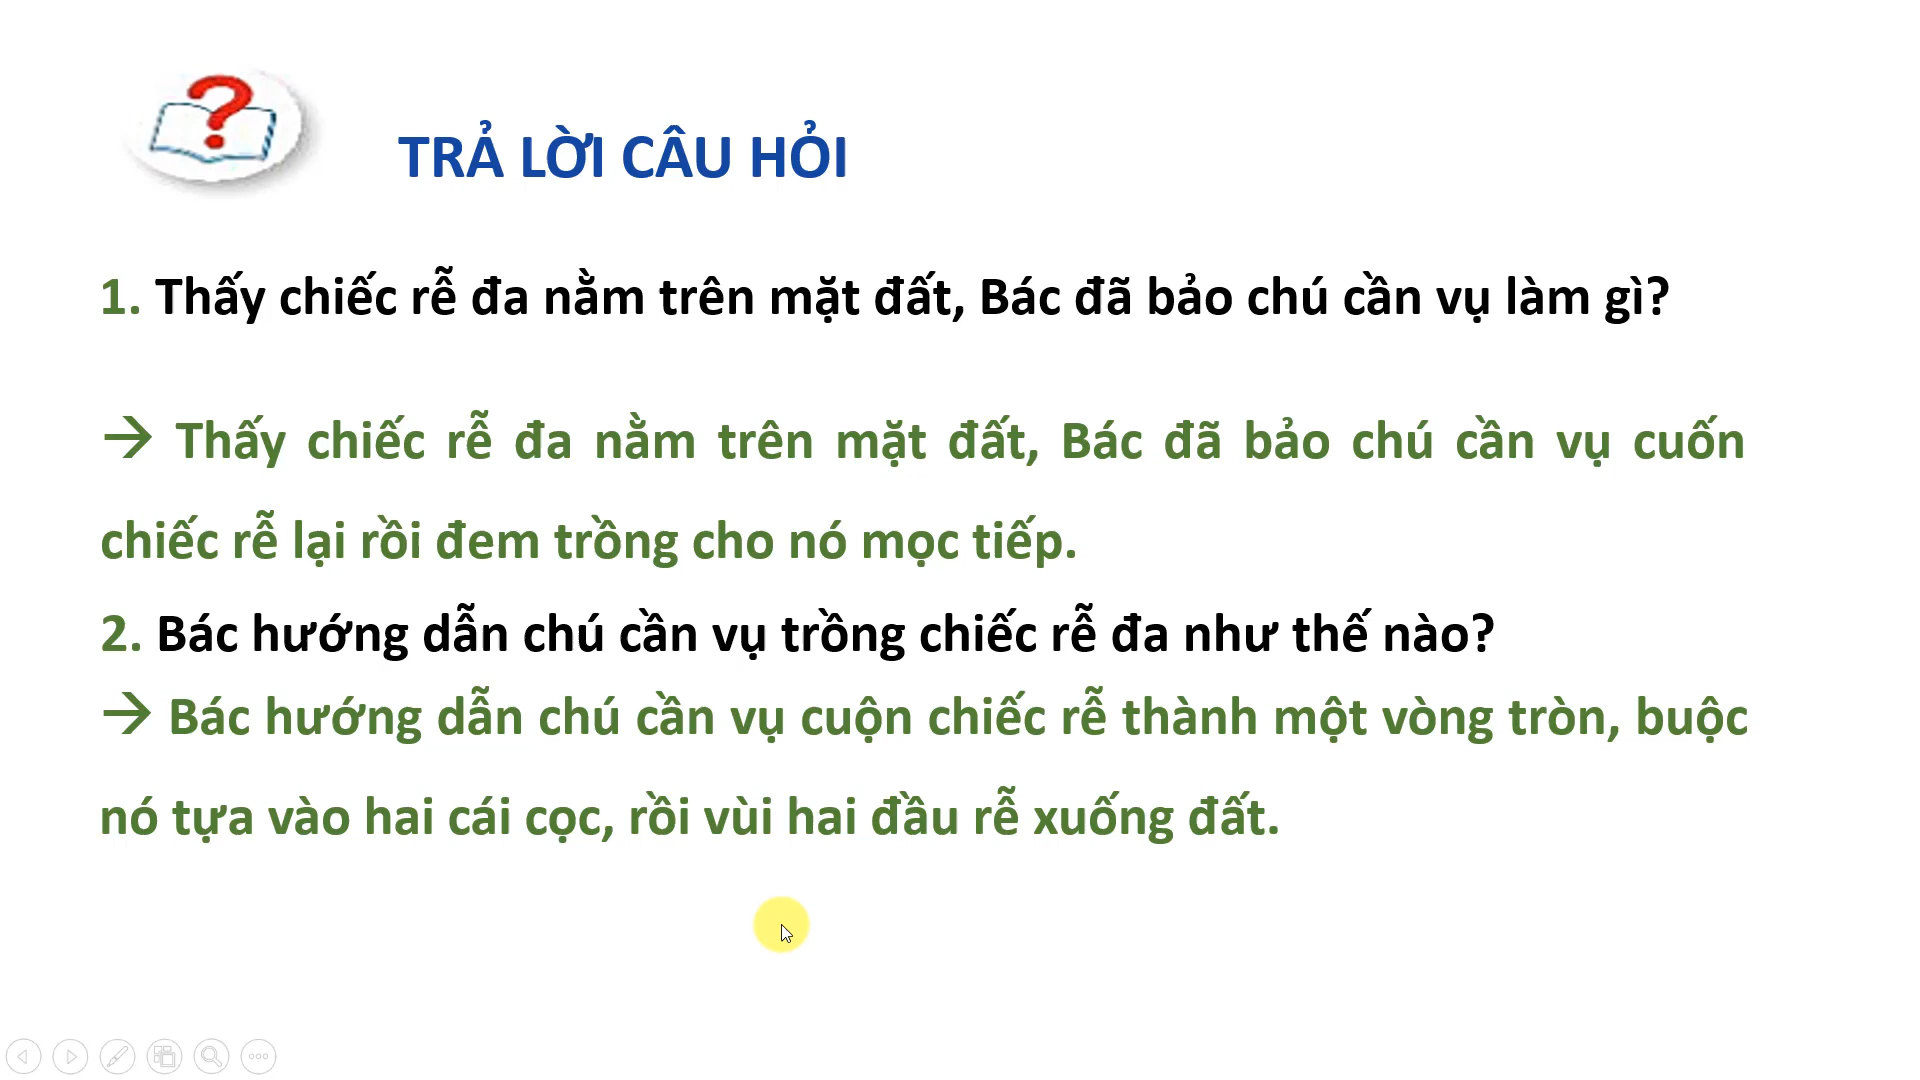 TRẢ LỜI CÂU HỎI
1. Thấy chiếc rễ đa nằm trên mặt đất, Bác đã bảo chú cần vụ làm gì?
→ Thấy chiếc rễ đa nằm trên mặt đất, Bác đã bảo chú cần vụ cuốn
chiếc rễ lại rồi đem trồng cho nó mọc tiếp.
2. Bác hướng dẫn chú cần vụ trồng chiếc rễ đa như thế nào?
→ Bác hướng dẫn chú cần vụ cuộn chiếc rễ thành một vòng tròn, buộc
nó tựa vào hai cái cọc, rồi vùi hai đầu rễ xuống đất.